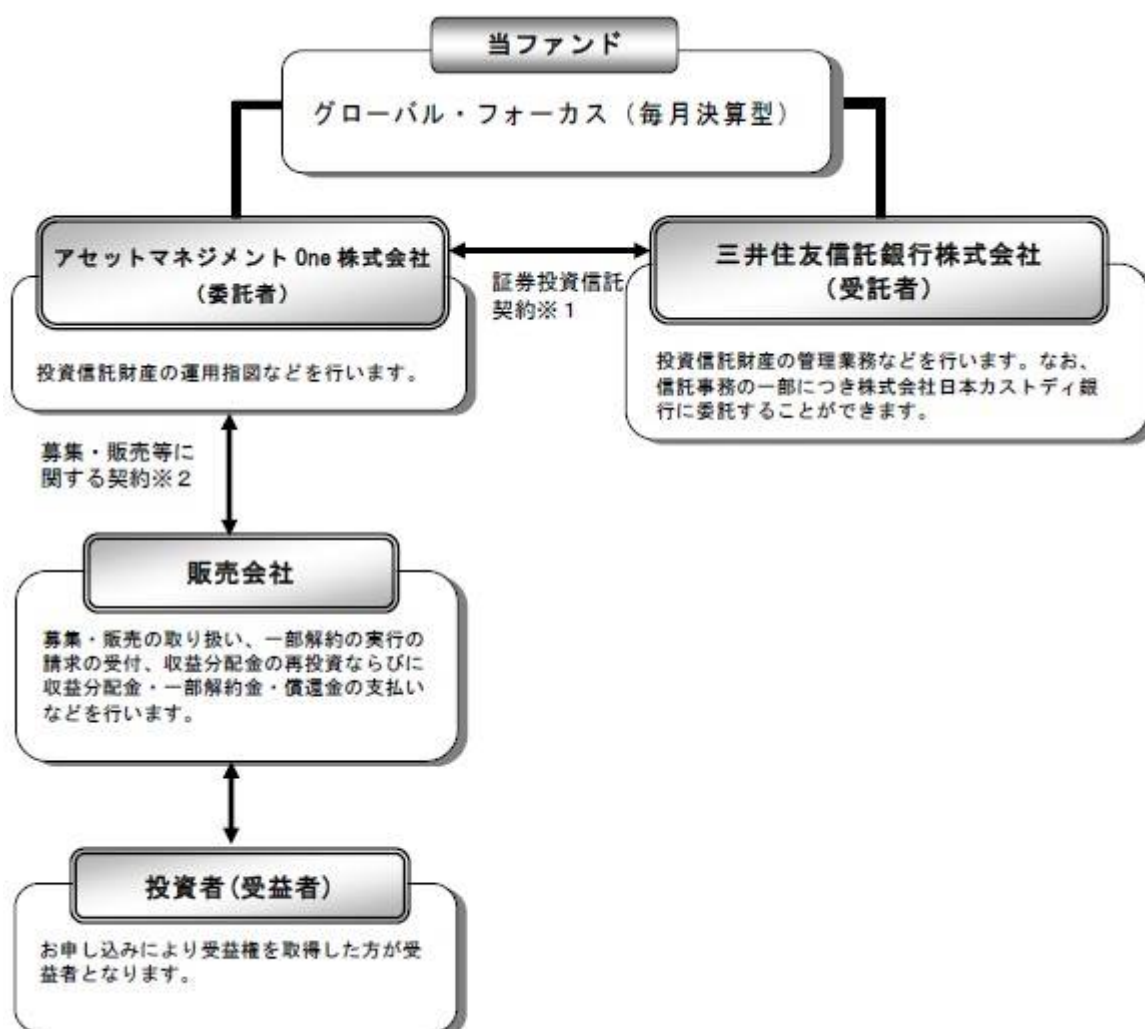 当ファンド
グローバル・フォーカス（毎月決算型）
アセットマネジメント One 株式会社
（委託者）
投資信託財産の運用指図などを行います。
証券投資信託
契約※１
三井住友信託銀行株式会社
（受託者）
投資信託財産の管理業務などを行います。なお、
信託事務の一部につき株式会社日本カストディ銀
行に委託することができます。
募集・販売等に
関する契約※２
販売会社
募集・販売の取り扱い、一部解約の実行の
請求の受付、収益分配金の再投資ならびに
収益分配金・一部解約金・償還金の支払い
などを行います。
投資者(受益者)
お申し込みにより受益権を取得した方が受
益者となります。